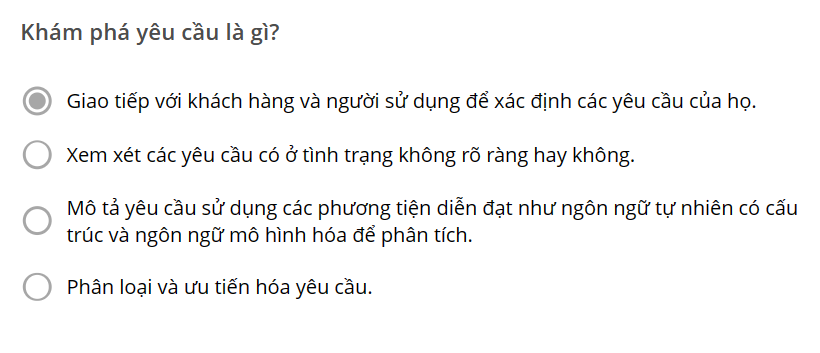 Khám phá yêu cầu là gì?
Giao tiếp với khách hàng và người sử dụng để xác định các yêu cầu của họ.
Xem xét các yêu cầu có ở tình trạng không rõ ràng hay không.
Mô tả yêu cầu sử dụng các phương tiện diễn đạt như ngôn ngữ tự nhiên có cấu
trúc và ngôn ngữ mô hình hóa để phân tích.
Phân loại và ưu tiến hóa yêu cầu.